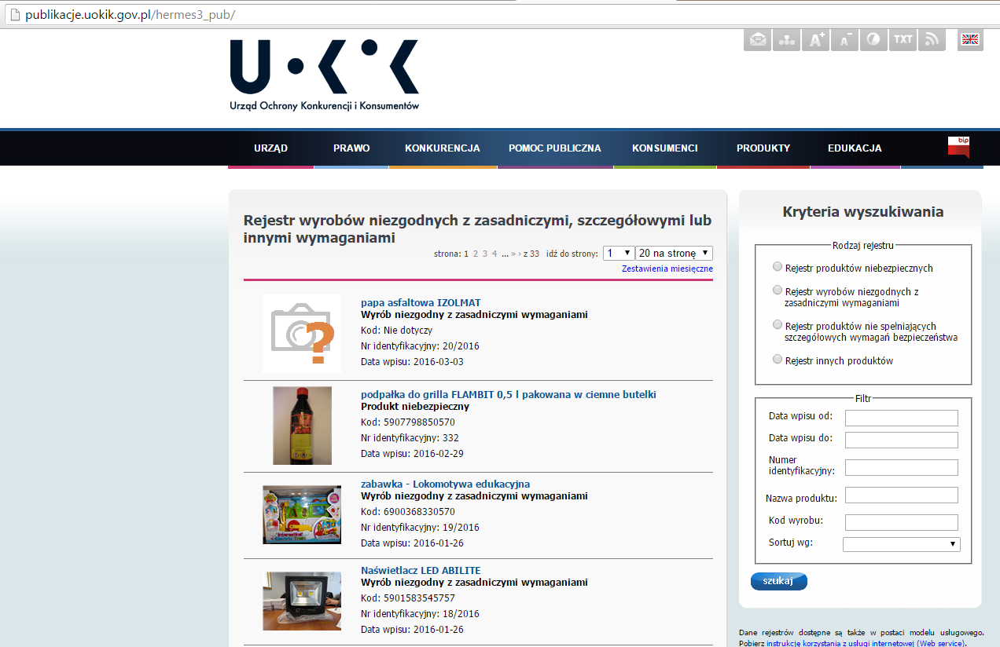 publikacje.uokik.gov.pl/hermes3_pub/
A+ A- TXT
UOKiK
Urząd Ochrony Konkurencji i Konsumentów
URZĄD PRAWO KONKURENCJA POMOC PUBLICZNA KONSUMENCI PRODUKTY EDUKACJA bip
Rejestr wyrobów niezgodnych z zasadniczymi, szczegółowymi lub
innymi wymaganiami
strona: 1 2 3 4 ... » › z 33 idź do strony: 1 20 na stronę
Zestawienia miesięczne
?
papa asfaltowa IZOLMAT
Wyrób niezgodny z zasadniczymi wymaganiami
Kod: Nie dotyczy
Nr identyfikacyjny: 20/2016
Data wpisu: 2016-03-03
podpałka do grilla FLAMBIT 0,5 l pakowana w ciemne butelki
Produkt niebezpieczny
Kod: 5907798850570
Nr identyfikacyjny: 332
Data wpisu: 2016-02-29
zabawka - Lokomotywa edukacyjna
Wyrób niezgodny z zasadniczymi wymaganiami
Kod: 6900368330570
Nr identyfikacyjny: 19/2016
Data wpisu: 2016-01-26
Naświetlacz LED ABILITE
Wyrób niezgodny z zasadniczymi wymaganiami
Kod: 5901583545757
Nr identyfikacyjny: 18/2016
Data wpisu: 2016-01-26
Kryteria wyszukiwania
Rodzaj rejestru
Rejestr produktów niebezpiecznych
Rejestr wyrobów niezgodnych z
zasadniczymi wymaganiami
Rejestr produktów nie spełniających
szczegółowych wymagań bezpieczeństwa
Rejestr innych produktów
Filtr
Data wpisu od:
Data wpisu do:
Numer
identyfikacyjny:
Nazwa produktu:
Kod wyrobu:
Sortuj wg:
szukaj
Dane rejestrów dostępne są także w postaci modelu usługowego.
Pobierz instrukcję korzystania z usługi internetowej (Web service).